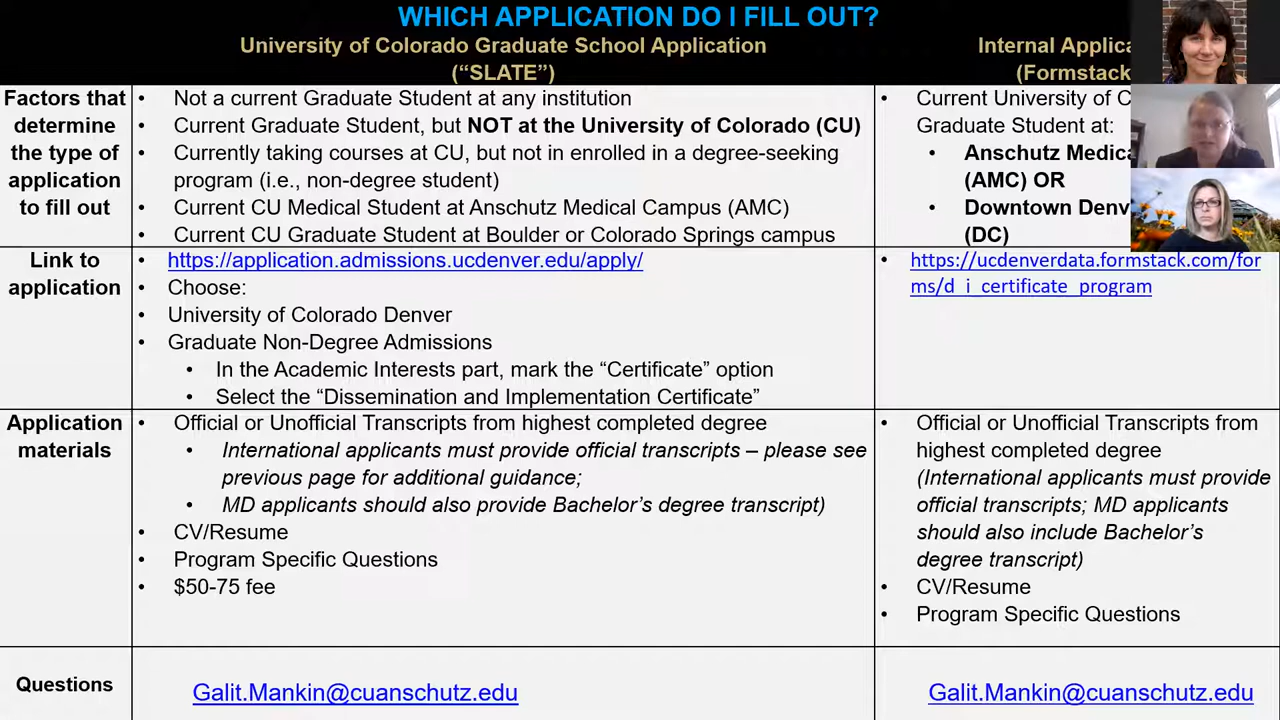 WHICH APPLICATION DO I FILL OUT?
University of Colorado Graduate School Application
(“SLATE”)
Internal
(Formstack
Factors that
determine
the type of
application
to fill out
• Not a current Graduate Student at any institution
• Current Graduate Student, but NOT at the University of Colorado (CU)
• Currently taking courses at CU, but not in enrolled in a degree-seeking
program (i.e., non-degree student)
• Current CU Medical Student at Anschutz Medical Campus (AMC)
• Current CU Graduate Student at Boulder or Colorado Springs campus
• Current University of
Graduate Student at:
• Anschutz
(AMC) OR
• Downtown
(DC)
Link to
application
• https://application.admissions.ucdenver.edu/apply/
• Choose:
• University of Colorado Denver
• Graduate Non-Degree Admissions
• In the Academic Interests part, mark the “Certificate” option
• Select the “Dissemination and Implementation Certificate”
• https://ucdenverdata.formstack.com/for
ms/d_i_certificate_program
Application
materials
• Official or Unofficial Transcripts from highest completed degree
• International applicants must provide official transcripts – please see
previous page for additional guidance;
• MD applicants should also provide Bachelor’s degree transcript)
• CV/Resume
• Program Specific Questions
• $50-75 fee
• Official or Unofficial Transcripts from
highest completed degree
(International applicants must provide
official transcripts; MD applicants
should also include Bachelor’s
degree transcript)
• CV/Resume
• Program Specific Questions
Questions
Galit.Mankin@cuanschutz.edu
Galit.Mankin@cuanschutz.edu